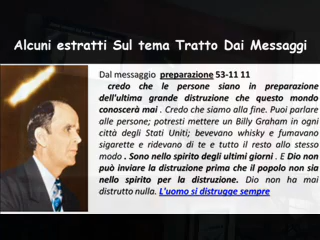 Alcuni estratti Sul tema Tratto Dai Messaggi
Dal messaggio preparazione 53-11 11
credo che le persone siano in preparazione
dell'ultima grande distruzione che questo mondo
conoscerà mai . Credo che siamo alla fine. Puoi parlare
alle persone; potresti mettere un Billy Graham in ogni
città degli Stati Uniti; bevevano whisky e fumavano
sigarette e ridevano di te e tutto il resto allo stesso
modo . Sono nello spirito degli ultimi giorni . E Dio non
può inviare la distruzione prima che il popolo non sia
nello spirito per la distruzione. Dio non ha mai
distrutto nulla. L'uomo si distrugge sempre